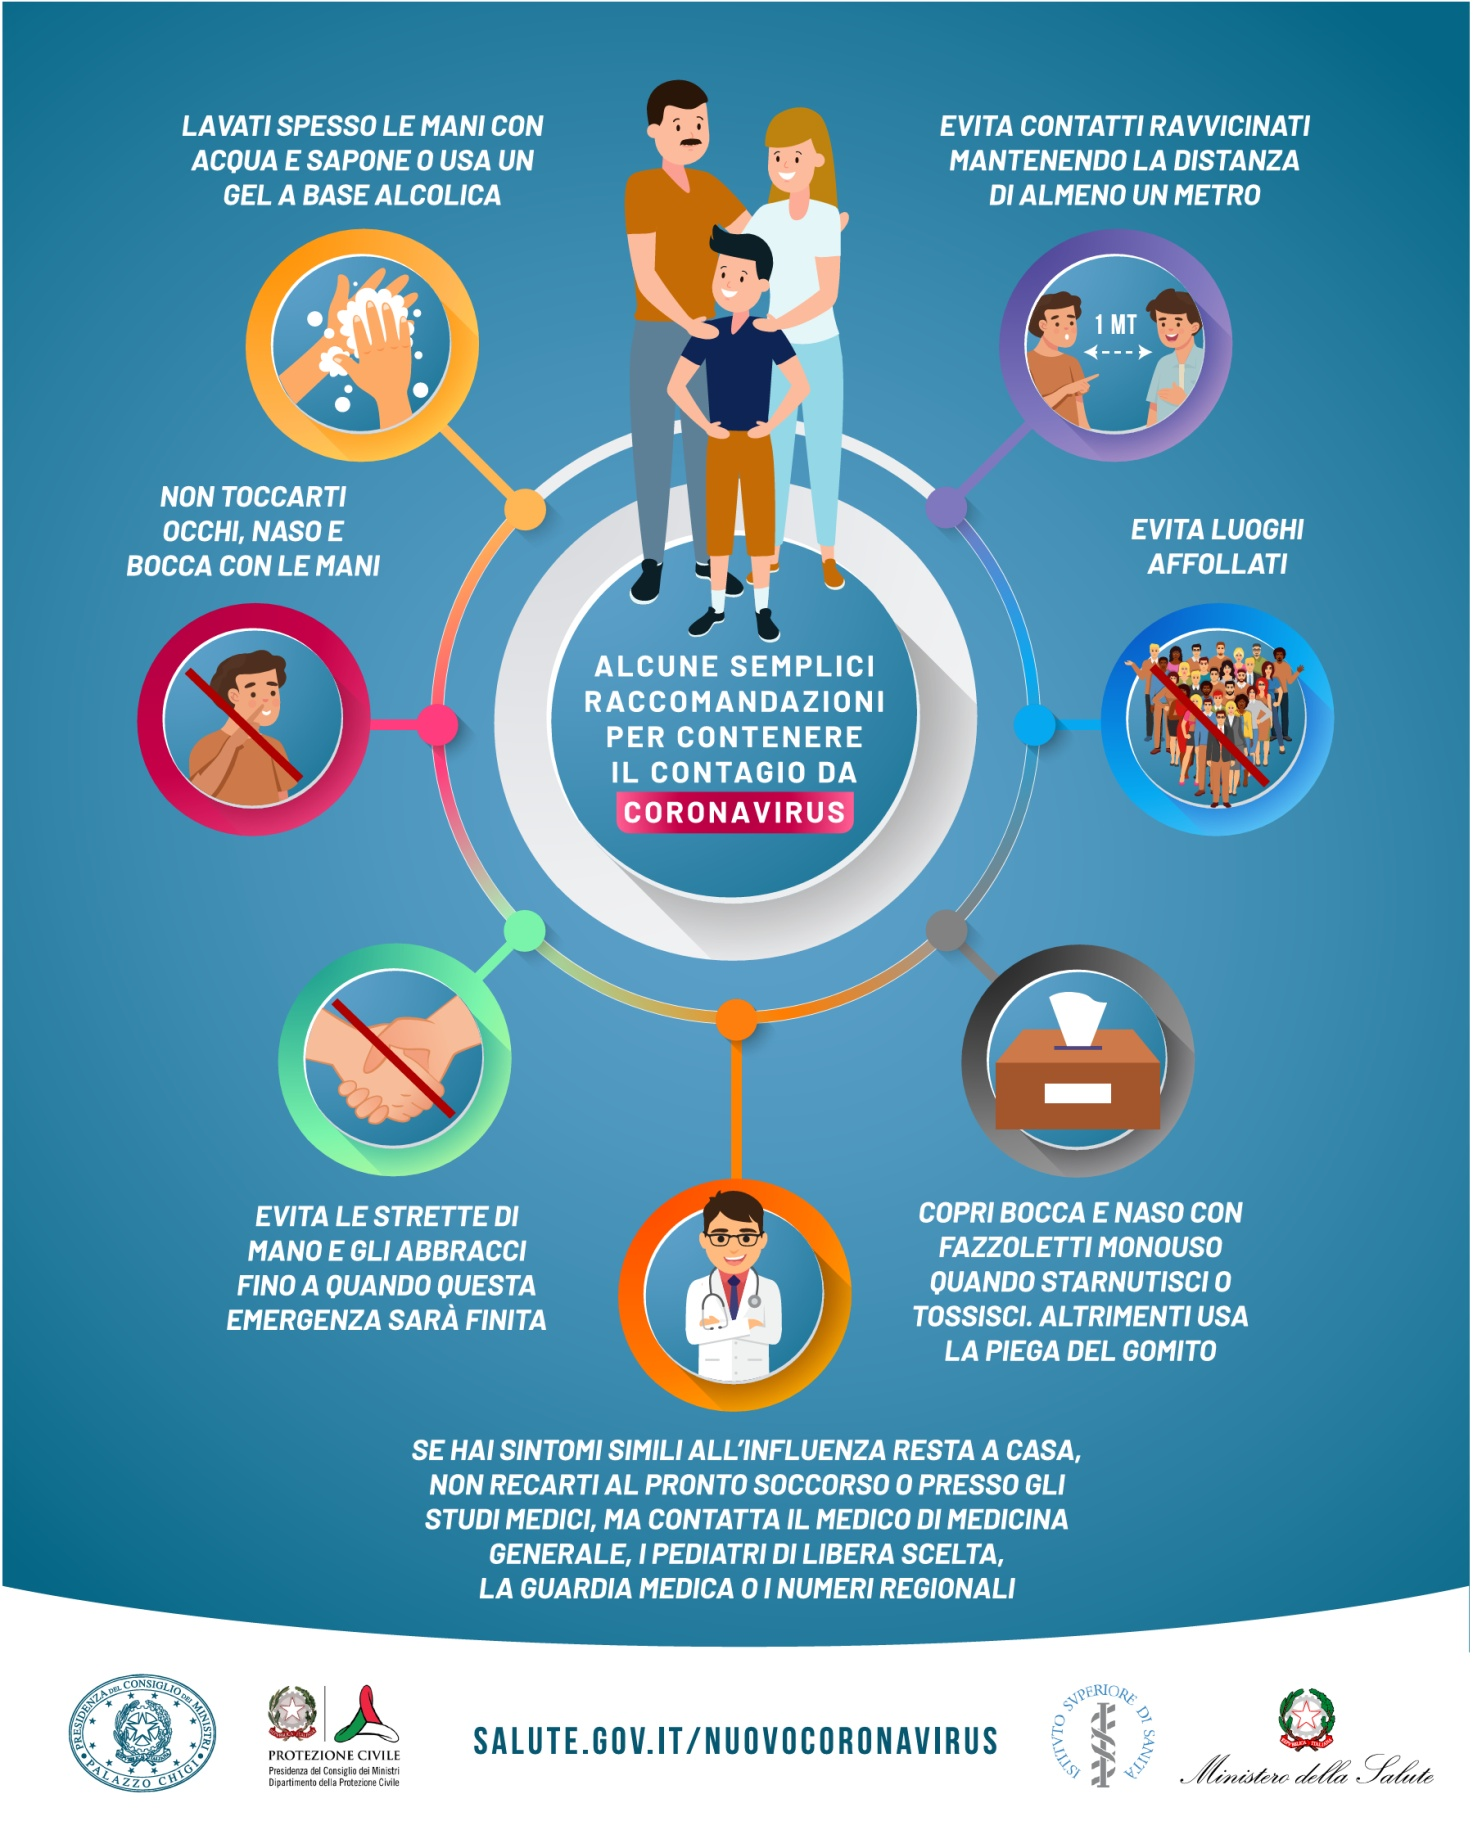 LAVATI SPESSO LE MANI CON
ACQUA E SAPONE O USA UN
GEL A BASE ALCOLICA
EVITA CONTATTI RAVVICINATI
MANTENENDO LA DISTANZA
DI ALMENO UN METRO
1 MT
NON TOCCARTI
OCCHI, NASO E
BOCCA CON LE MANI
EVITA LUOGHI
AFFOLLATI
ALCUNE SEMPLICI
RACCOMANDAZIONI
PER CONTENERE
IL CONTAGIO DA
CORONAVIRUS
EVITA LE STRETTE DI
MANO E GLI ABBRACCI
FINO A QUANDO QUESTA
EMERGENZA SARÀ FINITA
COPRI BOCCA E NASO CON
FAZZOLETTI MONOUSO
QUANDO STARNUTISCI O
TOSSISCI. ALTRIMENTI USA
LA PIEGA DEL GOMITO
SE HAI SINTOMI SIMILI ALL'INFLUENZA RESTA A CASA,
NON RECARTI AL PRONTO SOCCORSO O PRESSO GLI
STUDI MEDICI, MA CONTATTA IL MEDICO DI MEDICINA
GENERALE, I PEDIATRI DI LIBERA SCELTA,
LA GUARDIA MEDICA O I NUMERI REGIONALI
PRESIDENZA DEL CONSIGLIO DEI MINISTRI
PALAZZO CHIGI
PROTEZIONE CIVILE
Presidenza del Consiglio dei Ministri
Dipartimento della Protezione Civile
SALUTE.GOV.IT/NUOVOCORONAVIRUS
ISTITVTO SVPERIORE DI SANITÀ
Ministero della Salute